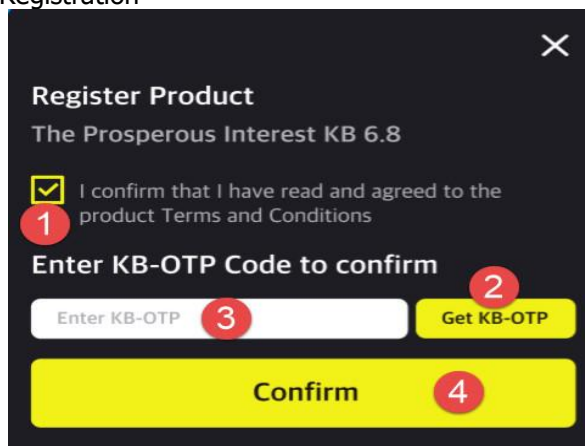 Registration
Register Product
The Prosperous Interest KB 6.8
I confirm that I have read and agreed to the
product Terms and Conditions
1
Enter KB-OTP Code to confirm
2
Enter KB-OTP 3 Get KB-OTP
Confirm 4